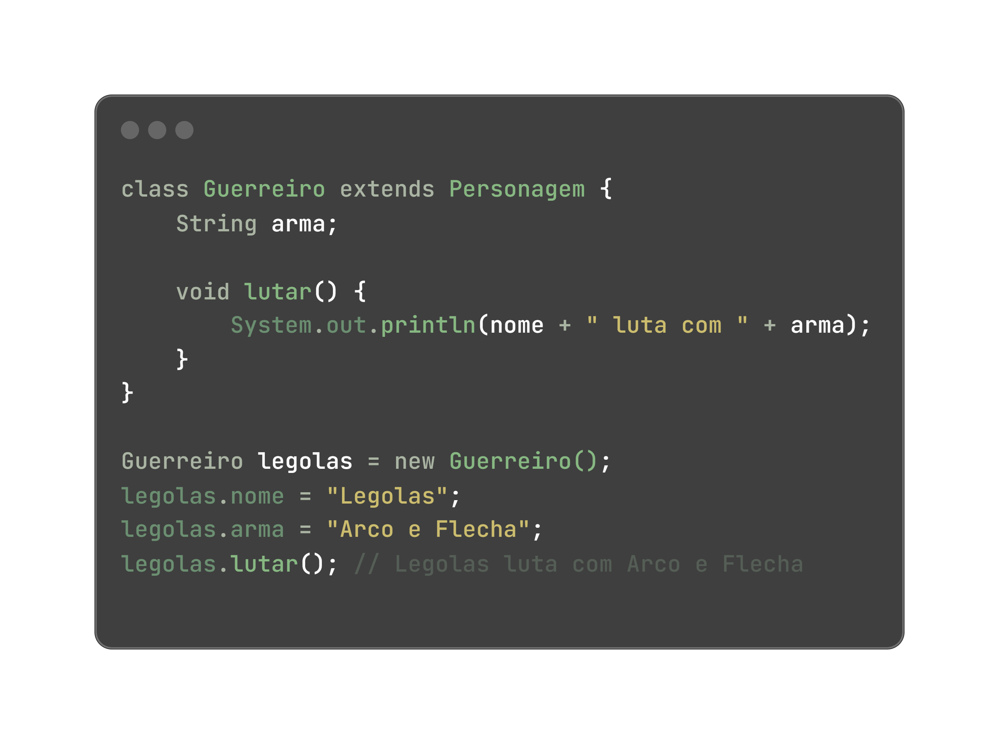 class Guerreiro extends Personagem {
    String arma;

    void lutar() {
        System.out.println(nome + " luta com " + arma);
    }
}

Guerreiro legolas = new Guerreiro();
legolas.nome = "Legolas";
legolas.arma = "Arco e Flecha";
legolas.lutar(); // Legolas luta com Arco e Flecha